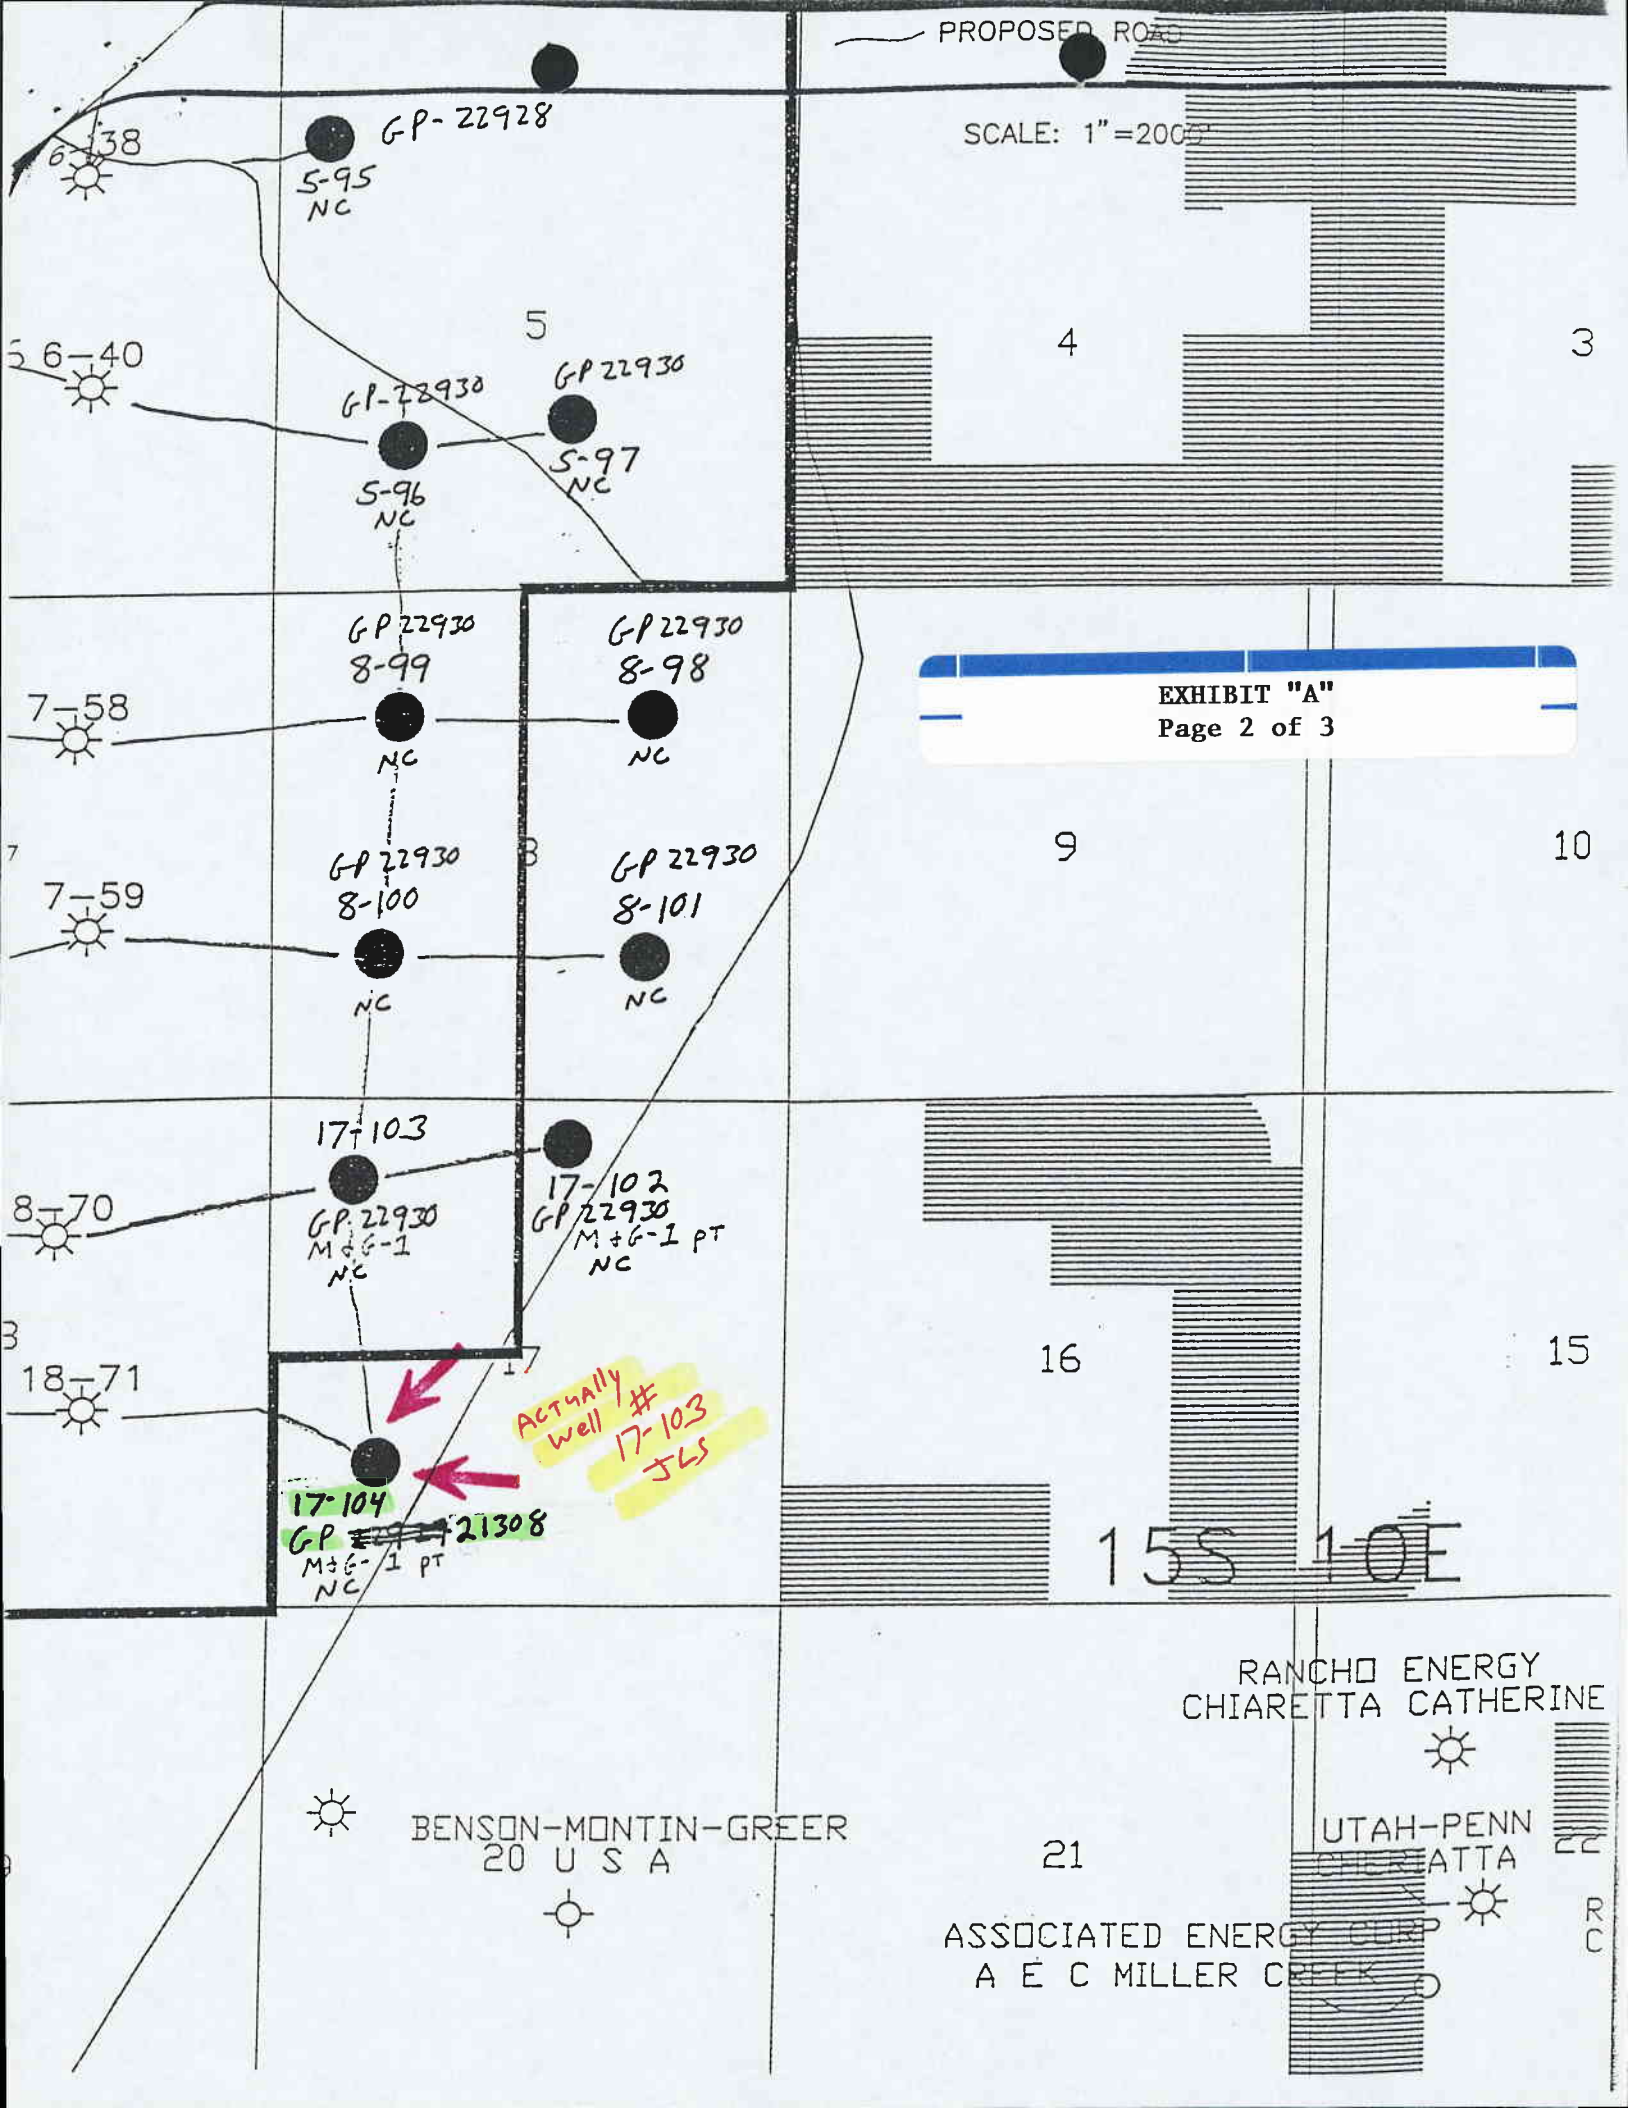 PROPOSED ROAD
SCALE: 1"=2000'
GP-22928
6-38
5-95
NC
5
4
3
6-40
GP-22930
GP 22930
5-97
NC
5-96
NC
GP 22930
8-99
GP 22930
8-98
EXHIBIT "A"
Page 2 of 3
7-58
NC
NC
7
8
9
10
GP 22930
8-100
GP 22930
8-101
7-59
NC
NC
17-103
GP 22930
M+G-1
NC
17-102
GP 22930
M+G-1 PT
NC
8-70
17
16
15
18-71
ACTUAlly
Well #
17-103
JLS
17-104
GP 21308
M+G-1 PT
NC
15S 10E
RANCHO ENERGY
CHIARETTA CATHERINE
BENSON-MONTIN-GREER
20 U S A
21
UTAH-PENN
CHERIATTA
22
ASSOCIATED ENERGY CORP
A E C MILLER CREEK
R
C